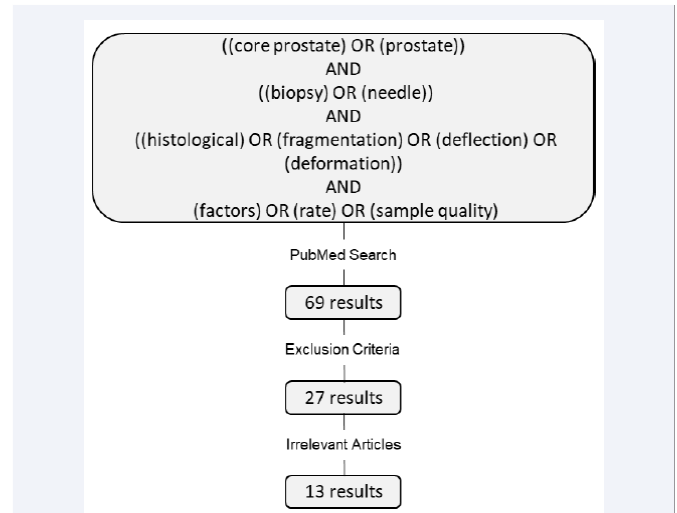 ((core prostate) OR (prostate))
AND
((biopsy) OR (needle))
AND
((histological) OR (fragmentation) OR (deflection) OR
(deformation))
AND
(factors) OR (rate) OR (sample quality)
PubMed Search
69 results
Exclusion Criteria
27 results
Irrelevant Articles
13 results